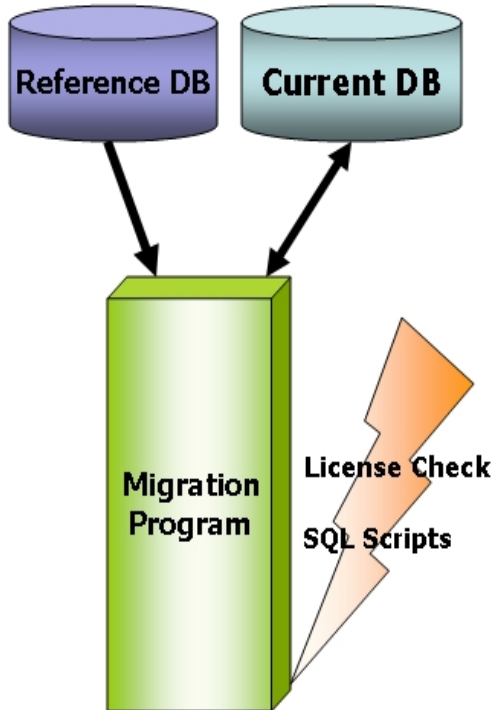 Reference DB
Current DB
Migration
Program
License Check
SQL Scripts